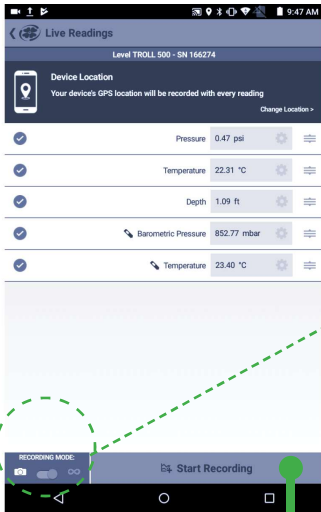 9:47 AM
Live Readings
Level TROLL 500 - SN 166274
Device Location
Your device's GPS location will be recorded with every reading
Change Location >
Pressure 0.47 psi
Temperature 22.31 °C
Depth 1.09 ft
Barometric Pressure 852.77 mbar
Temperature 23.40 °C
RECORDING MODE:
Start Recording